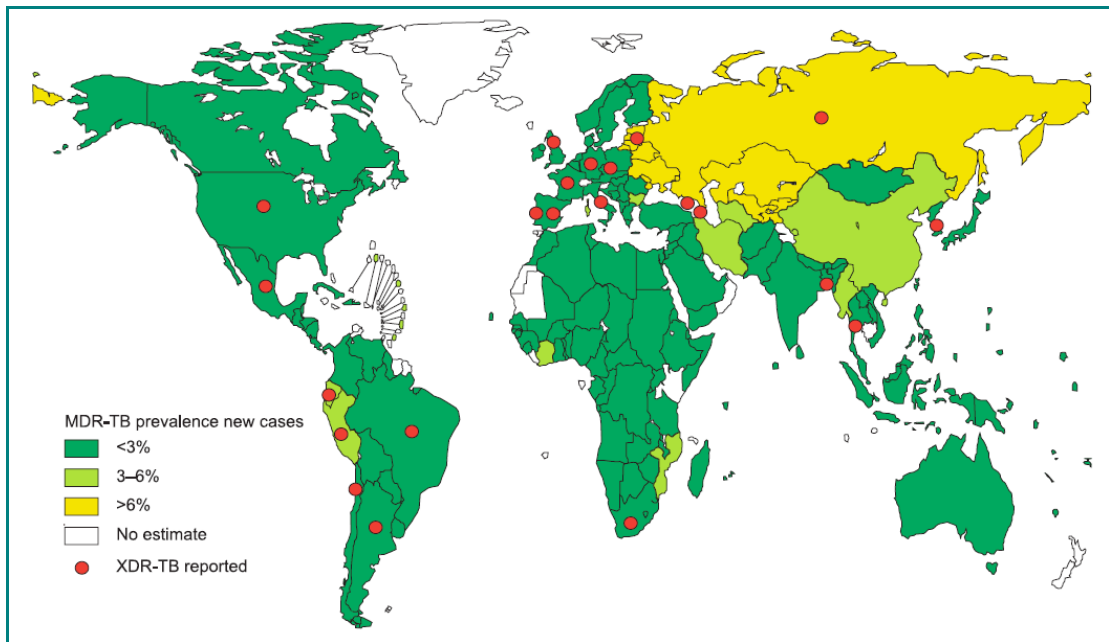 MDR-TB prevalence new cases
<3%
3–6%
>6%
No estimate
XDR-TB reported